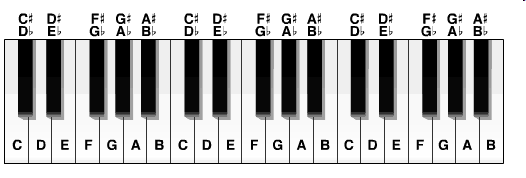 C♯ D♯ F♯ G♯ A♯ C♯ D♯ F♯ G♯ A♯ C♯ D♯ F♯ G♯ A♯
D♭ E♭ G♭ A♭ B♭ D♭ E♭ G♭ A♭ B♭ D♭ E♭ G♭ A♭ B♭
C D E F G A B C D E F G A B C D E F G A B